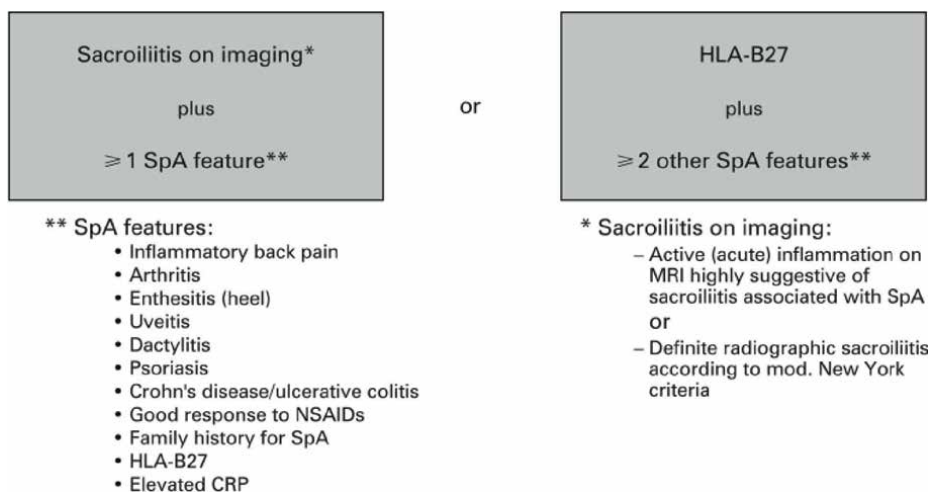 Sacroiliitis on imaging*
plus
⩾ 1 SpA feature**
or
HLA-B27
plus
⩾ 2 other SpA features**
** SpA features:
• Inflammatory back pain
• Arthritis
• Enthesitis (heel)
• Uveitis
• Dactylitis
• Psoriasis
• Crohn's disease/ulcerative colitis
• Good response to NSAIDs
• Family history for SpA
• HLA-B27
• Elevated CRP
* Sacroiliitis on imaging:
– Active (acute) inflammation on
MRI highly suggestive of
sacroiliitis associated with SpA
or
– Definite radiographic sacroiliitis
according to mod. New York
criteria